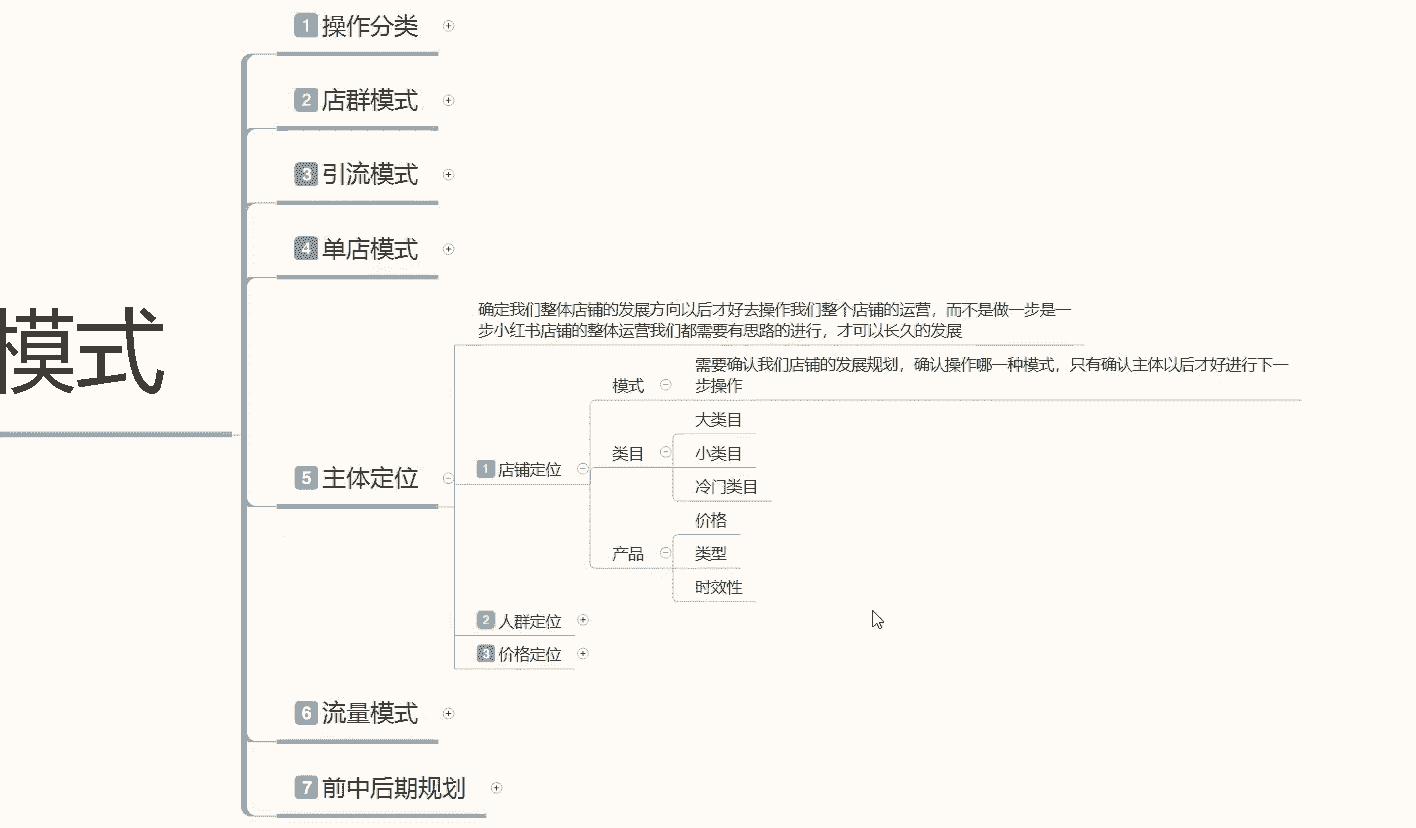 模式
1 操作分类
2 店群模式
3 引流模式
4 单店模式
5 主体定位
确定我们整体店铺的发展方向以后才好去操作我们整个店铺的运营，而不是做一步是一
步小红书店铺的整体运营我们都需要有思路的进行，才可以长久的发展
1 店铺定位
模式
需要确认我们店铺的发展规划，确认操作哪一种模式，只有确认主体以后才好进行下一
步操作
类目
大类目
小类目
冷门类目
产品
价格
类型
时效性
2 人群定位
3 价格定位
6 流量模式
7 前中后期规划